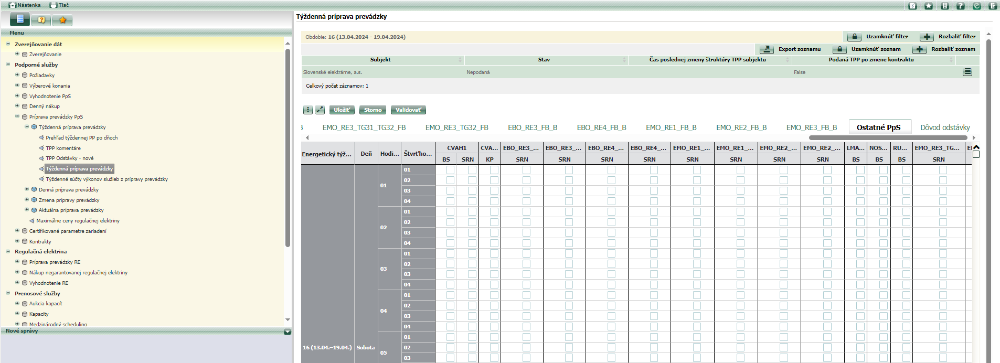 Nástenka Tlač
Menu
Zverejňovanie dát
Zverejňovanie
Podporné služby
Požiadavky
Výberové konania
Vyhodnotenie PpS
Denný nákup
Príprava prevádzky PpS
Týždenná príprava prevádzky
Prehľad týždennej PP po dňoch
TPP komentáre
TPP Odstávky - nové
Týždenná príprava prevádzky
Týždenné súčty výkonov služieb z prípravy prevádzky
Denná príprava prevádzky
Zmena prípravy prevádzky
Aktuálna príprava prevádzky
Maximálne ceny regulačnej elektriny
Certifikované parametre zariadení
Kontrakty
Regulačná elektrina
Príprava prevádzky RE
Nákup negarantovanej regulačnej elektriny
Vyhodnotenie RE
Prenosové služby
Aukcia kapacít
Kapacity
Medzinárodný scheduling
Nové správy
Týždenná príprava prevádzky
Obdobie: 16 (13.04.2024 - 19.04.2024) Uzamknúť filter Rozbaliť filter
Export zoznamu Uzamknúť zoznam Rozbaliť zoznam
Subjekt Stav Čas poslednej zmeny štruktúry TPP subjektu Podaná TPP po zmene kontraktu
Slovenské elektrárne, a.s. Nepodaná False
Celkový počet záznamov: 1
Uložiť Storno Validovať
EMO_RE3_TG31_TG32_FB EMO_RE3_TG32_FB EBO_RE3_FB_B EBO_RE4_FB_B EMO_RE1_FB_B EMO_RE2_FB_B EMO_RE3_FB_B Ostatné PpS Dôvod odstávky
Energetický týž... Deň Hodi... Štvrťho... CVAH1 CVA... EBO_RE3_... EBO_RE3_... EBO_RE4_... EBO_RE4_... EMO_RE1_... EMO_RE1_... EMO_RE2_... EMO_RE2_... LMA... NOS... RU... EMO_RE3_TG...
BS SRN KP SRN SRN SRN SRN SRN SRN SRN SRN BS BS BS SRN
16 (13.04.–19.04.) Sobota
01 01
02
03
04
02 01
02
03
04
03 01
02
03
04
04 01
02
03
04
05 01
02
03